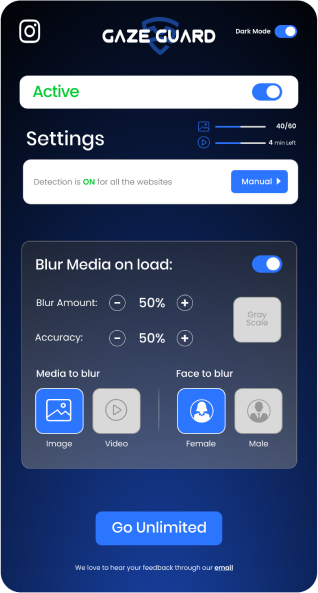 GAZE GUARD
Dark Mode
Active
Settings
40/60
4 min Left
Detection is ON for all the websites
Manual
Blur Media on load:
Blur Amount: − 50% +
Gray
Scale
Accuracy: − 50% +
Media to blur
Face to blur
Image
Video
Female
Male
Go Unlimited
We love to hear your feedback through our email